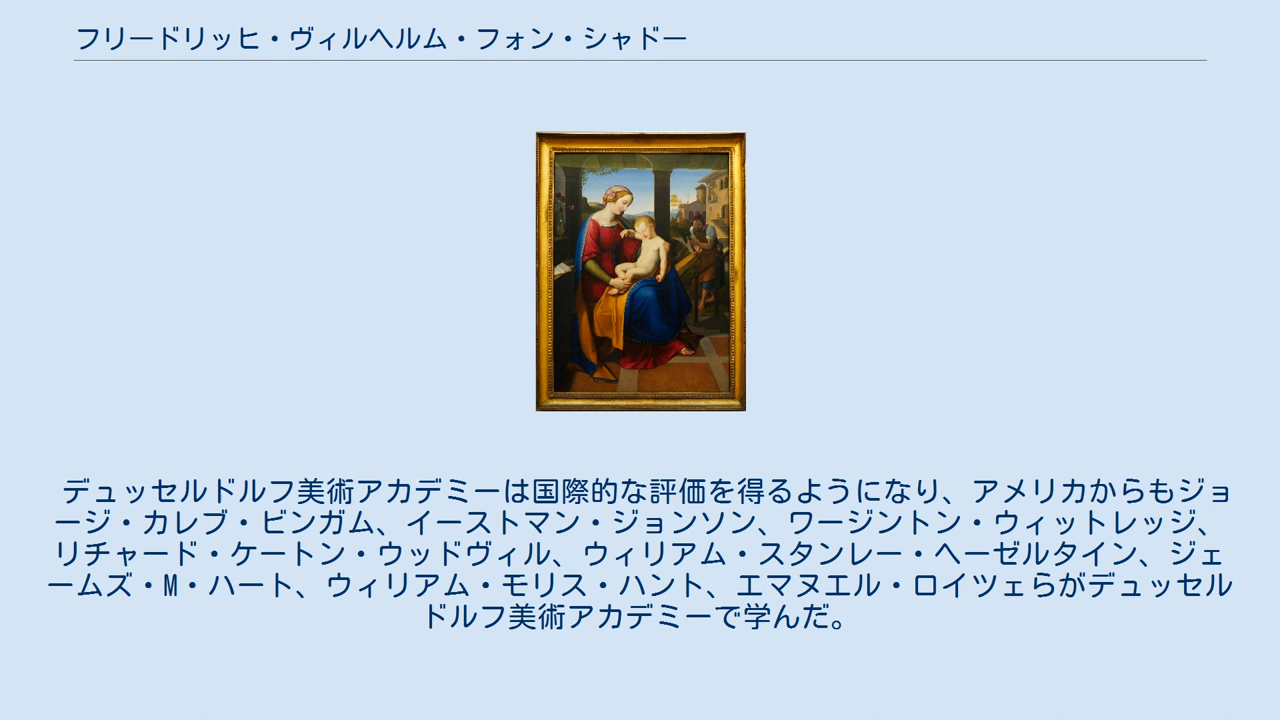 フリードリッヒ・ヴィルヘルム・フォン・シャドー
デュッセルドルフ美術アカデミーは国際的な評価を得るようになり、アメリカからもジョ
ージ・カレブ・ビンガム、イーストマン・ジョンソン、ワージントン・ウィットレッジ、
リチャード・ケートン・ウッドヴィル、ウィリアム・スタンレー・ヘーゼルタイン、ジェ
ームズ・M・ハート、ウィリアム・モリス・ハント、エマヌエル・ロイツェらがデュッセル
ドルフ美術アカデミーで学んだ。